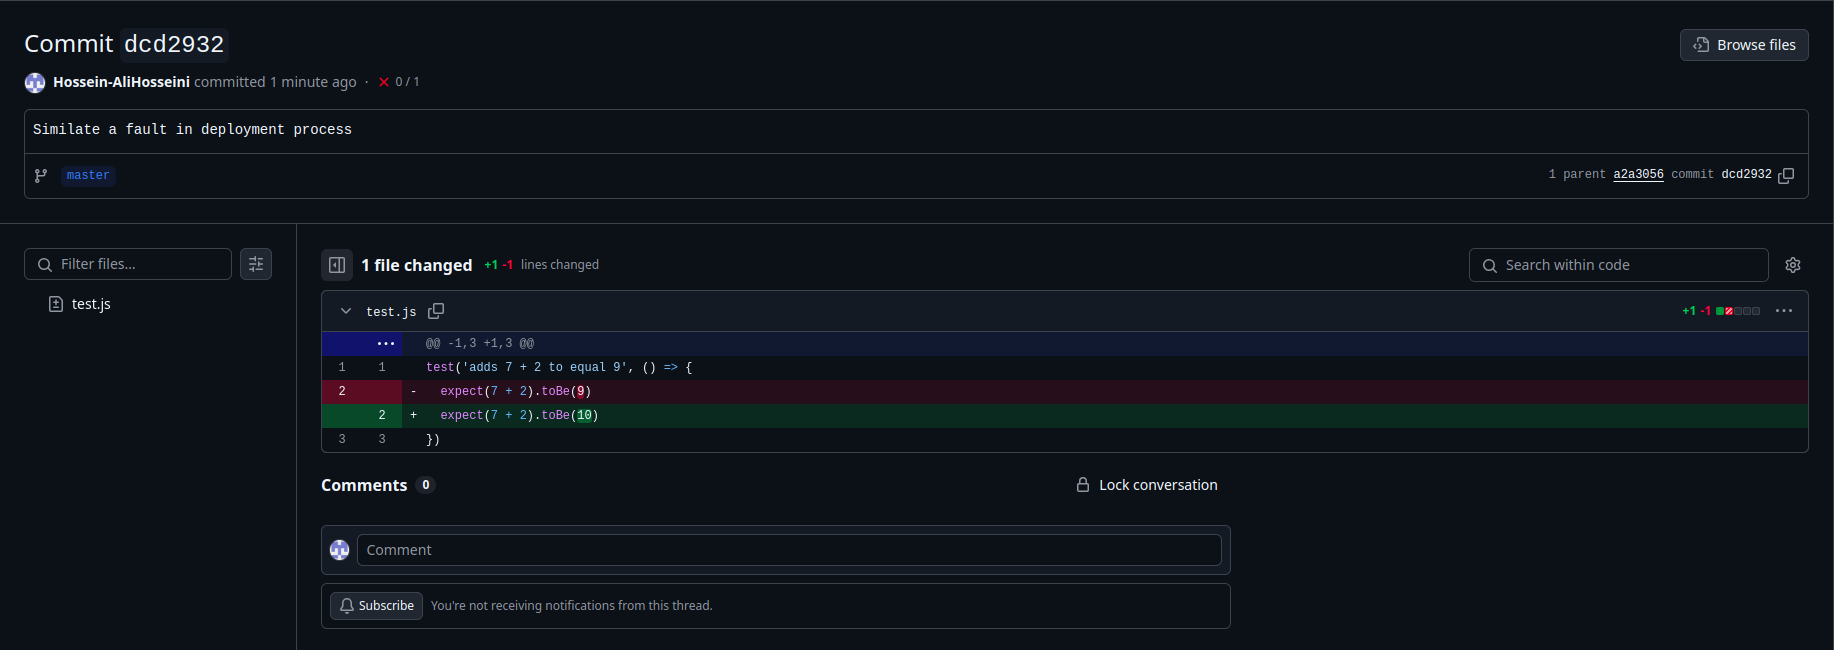 Commit dcd2932
Browse files
Hossein-AliHosseini committed 1 minute ago · 0 / 1
Similate a fault in deployment process
master
1 parent a2a3056 commit dcd2932
Filter files...
test.js
1 file changed +1 -1 lines changed
Search within code
test.js
+1 -1
@@ -1,3 +1,3 @@
1 1 test('adds 7 + 2 to equal 9', () => {
2 - expect(7 + 2).toBe(9)
2 + expect(7 + 2).toBe(10)
3 3 })
Comments 0
Lock conversation
Comment
Subscribe You're not receiving notifications from this thread.